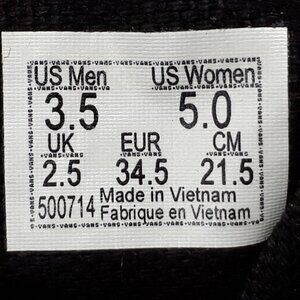 US Men US Women
3.5 5.0
UK EUR CM
2.5 34.5 21.5
500714 Made in Vietnam
Fabrique en Vietnam